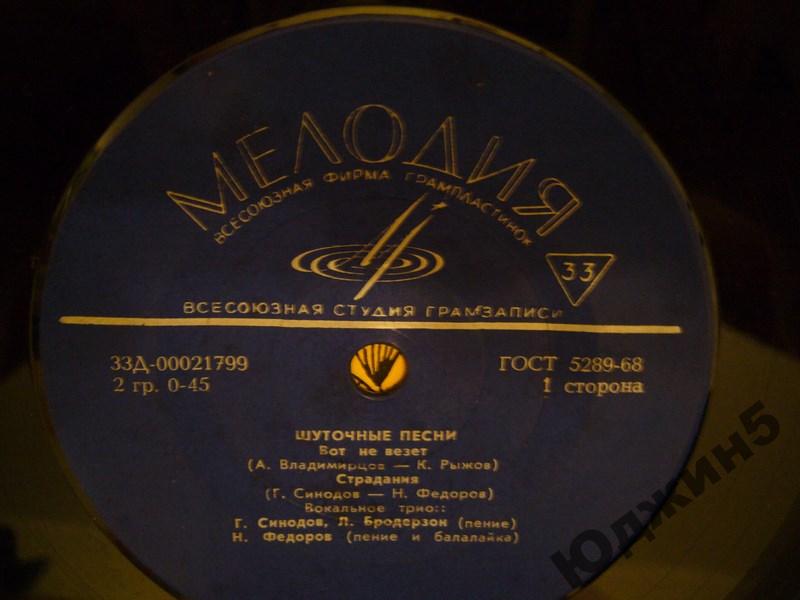 МЕЛОДИЯ
ВСЕСОЮЗНАЯ ФИРМА ГРАМПЛАСТИНОК
33
ВСЕСОЮЗНАЯ СТУДИЯ ГРАМЗАПИСИ
33Д-00021799
ГОСТ 5289-68
2 гр. 0-45
1 сторона
ШУТОЧНЫЕ ПЕСНИ
Вот не везет
(А. Владимирцов — К. Рыжов)
Страдания
(Г. Синодов — Н. Федоров)
Вокальное трио::
Г. Синодов, Л. Бродерзон (пение)
Н. Федоров (пение и балалайка)
Юджин5